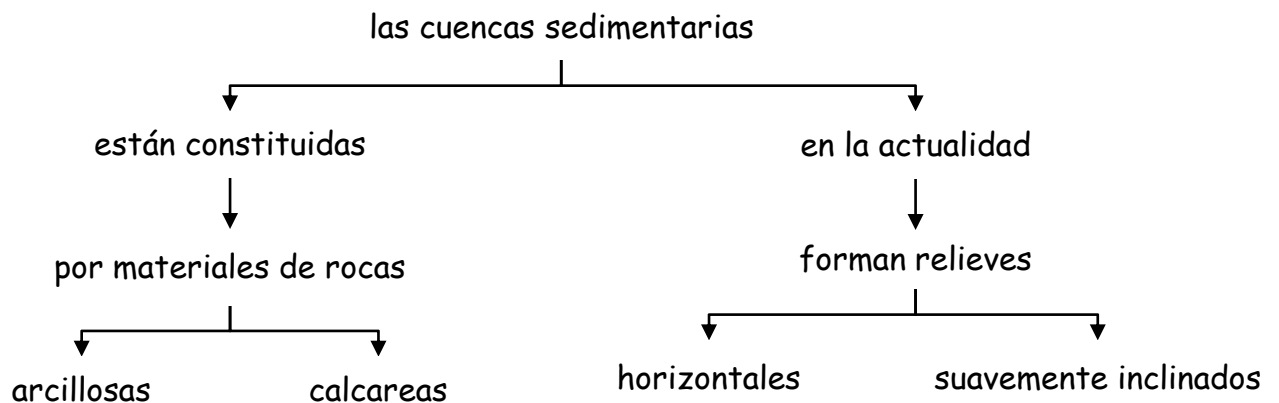 las cuencas sedimentarias
están constituidas
en la actualidad
por materiales de rocas
forman relieves
arcillosas
calcareas
horizontales
suavemente inclinados